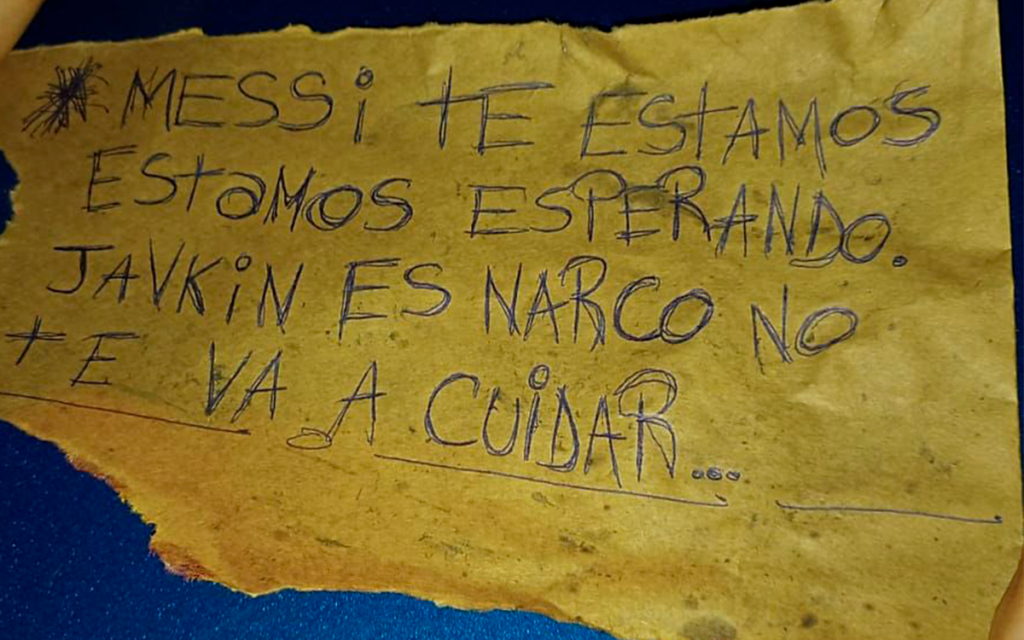 * MESSi TE ESTAMOS
EStaMOS ESPERANDO.
JAVKiN ES NARCO NO
tE VA A CUiDAR...